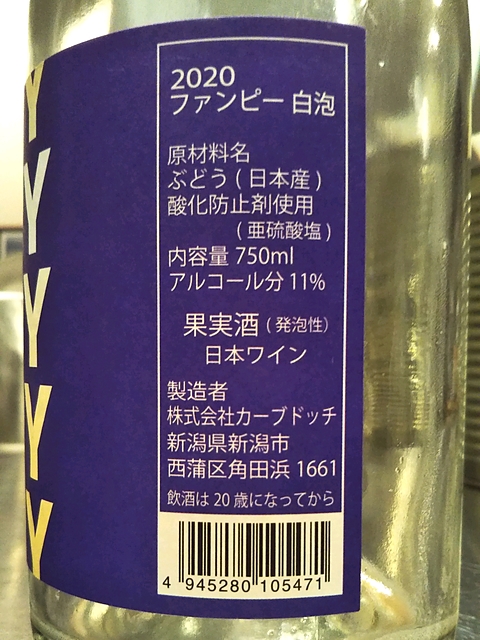 Y
Y
Y
Y
Y
2020
ファンピー 白泡
原材料名
ぶどう ( 日本産 )
酸化防止剤使用
( 亜硫酸塩 )
内容量 750ml
アルコール分 11%
果実酒 ( 発泡性 )
日本ワイン
製造者
株式会社カーブドッチ
新潟県新潟市
西蒲区角田浜 1661
飲酒は 20 歳になってから
4 945280 105471